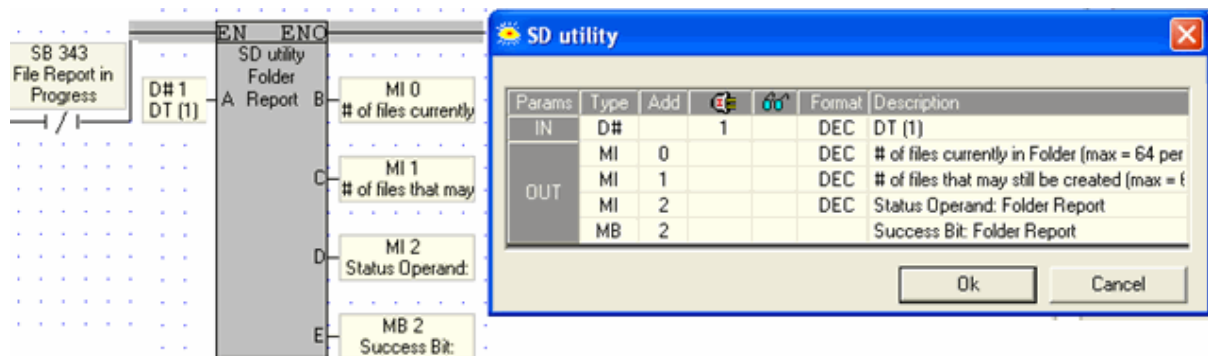 SB 343
File Report in
Progress
D# 1
DT (1)
EN ENO
SD utility
Folder
Report
A
B
C
D
E
MI 0
# of files currently
MI 1
# of files that may
MI 2
Status Operand:
MB 2
Success Bit:
SD utility
Params Type Add Format Description
IN D# 1 DEC DT (1)
OUT
MI 0 DEC # of files currently in Folder (max = 64 per
MI 1 DEC # of files that may still be created (max =
MI 2 DEC Status Operand: Folder Report
MB 2 Success Bit: Folder Report
Ok Cancel